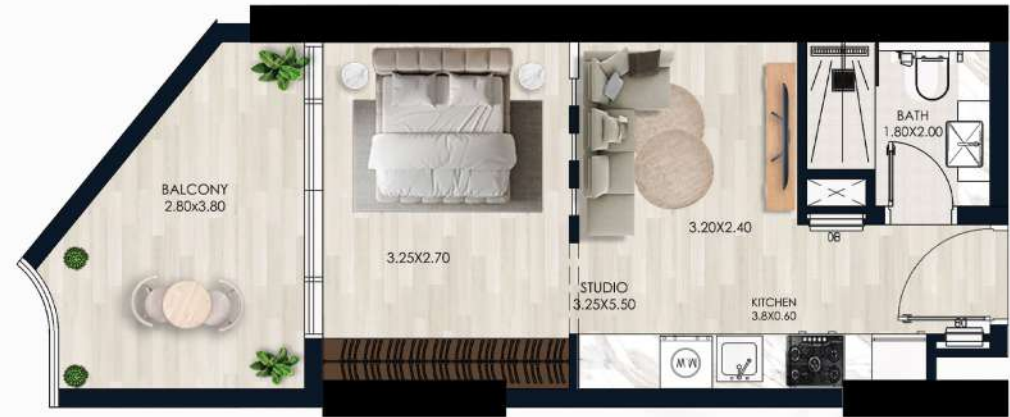 BATH
1.80X2.00
BALCONY
2.80x3.80
3.20X2.40
DB
3.25X2.70
STUDIO
3.25X5.50
KITCHEN
3.8X0.60
M.W